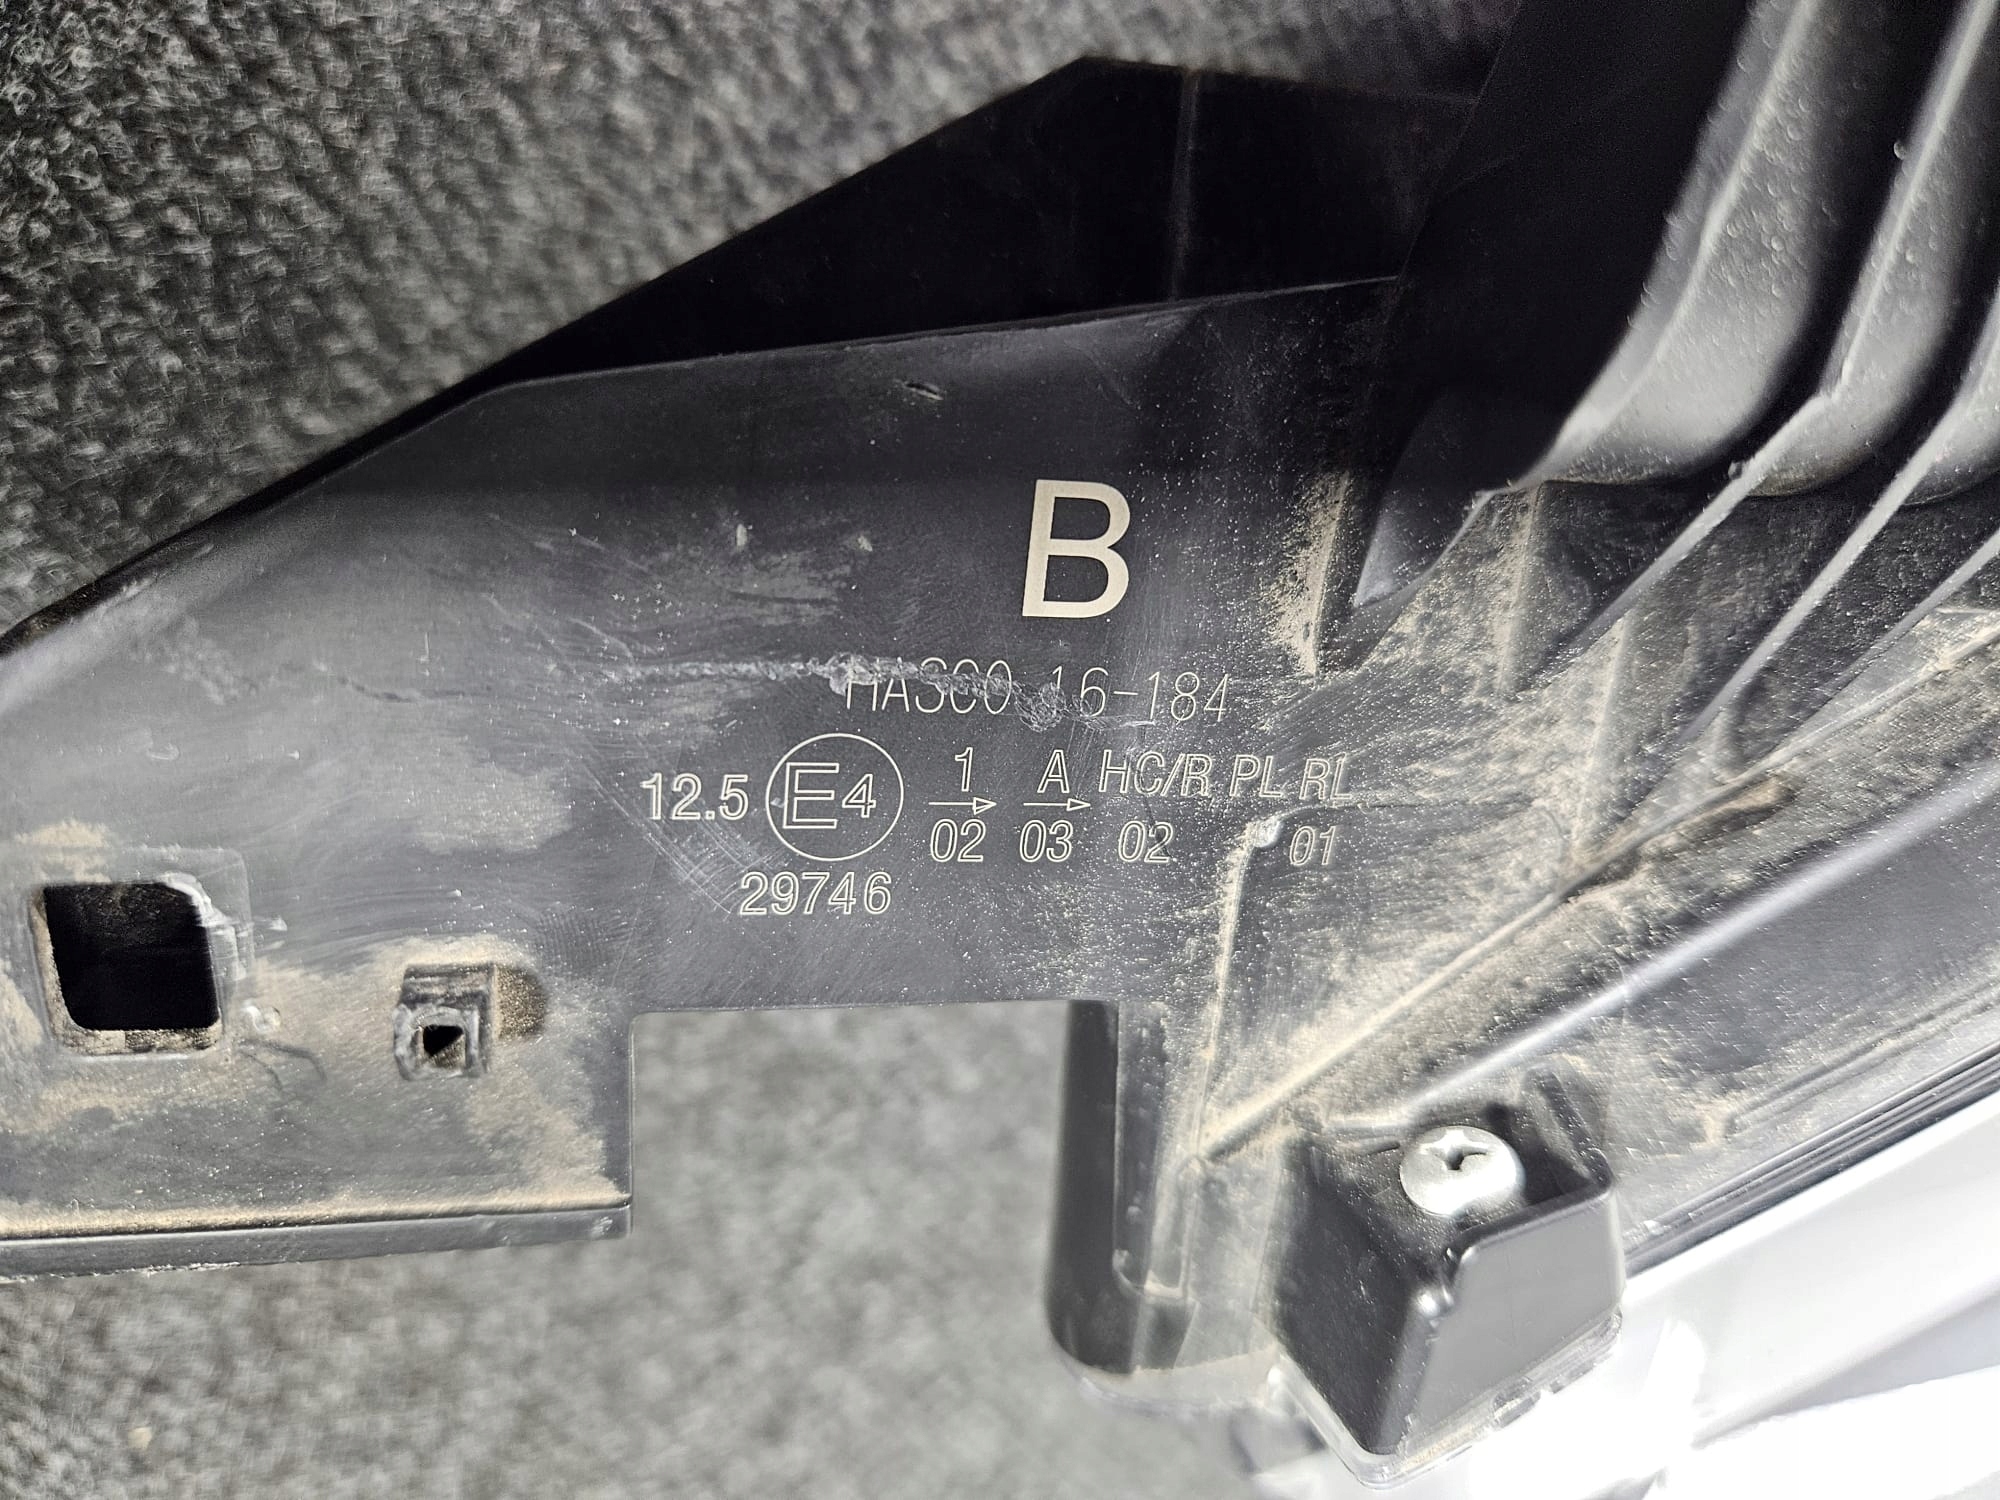 B
HASCO 16-184
12.5 E4 1 A HC/R PL RL
02 03 02 01
29746